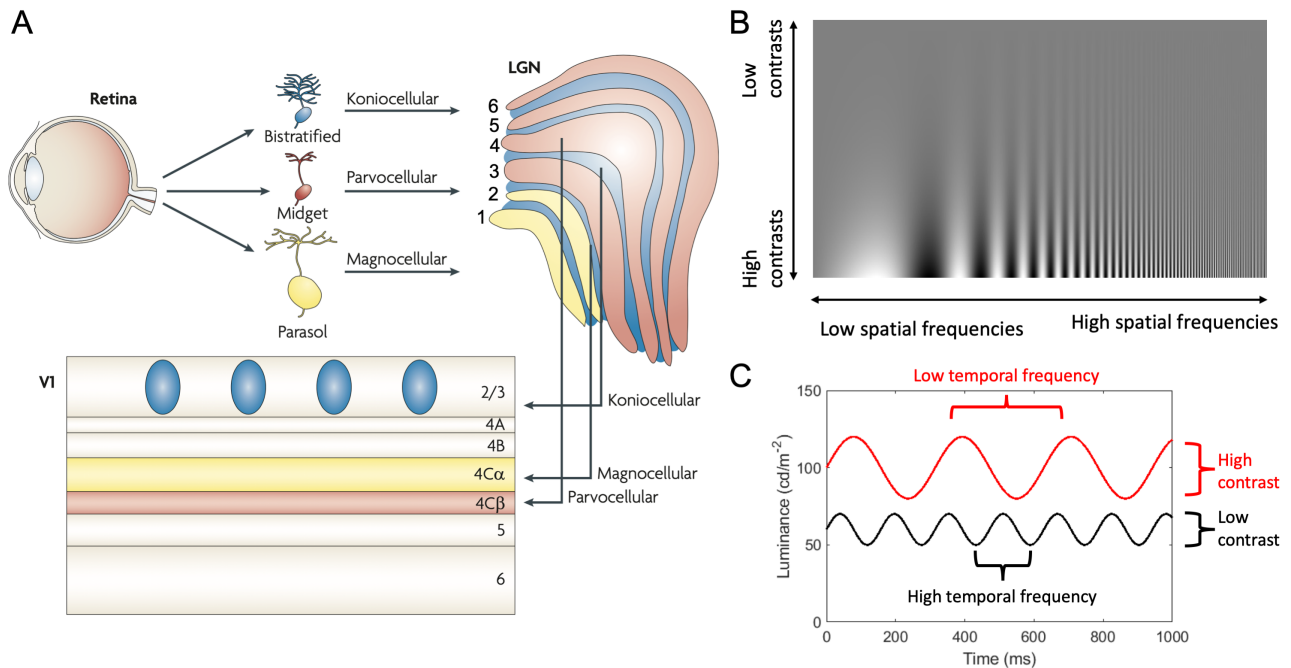 A
Retina
Bistratified
Midget
Parasol
Koniocellular
Parvocellular
Magnocellular
LGN
6
5
4
3
2
1
V1
2/3
4A
4B
4Cα
4Cβ
5
6
Koniocellular
Magnocellular
Parvocellular
B
Low
contrasts
High
contrasts
Low spatial frequencies
High spatial frequencies
C
Low temporal frequency
150
100
50
0
Luminance (cd/m⁻²)
High
contrast
Low
contrast
High temporal frequency
0 200 400 600 800 1000
Time (ms)